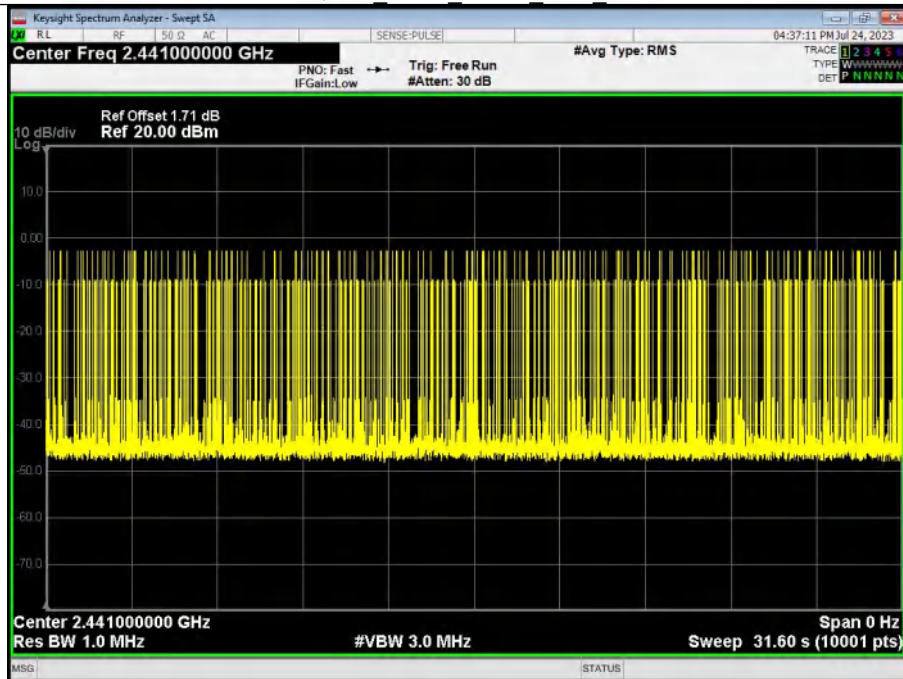 Keysight Spectrum Analyzer - Swept SA
RL RF 50 Ω AC SENSE:PULSE 04:37:11 PM Jul 24, 2023
Center Freq 2.441000000 GHz #Avg Type: RMS TRACE 1 2 3 4 5
PNO: Fast Trig: Free Run TYPE WWWWWW
IFGain:Low #Atten: 30 dB DET P N N N N N
Ref Offset 1.71 dB
10 dB/div Ref 20.00 dBm
Log
10.0
0.00
-10.0
-20.0
-30.0
-40.0
-50.0
-60.0
-70.0
Center 2.441000000 GHz Span 0 Hz
Res BW 1.0 MHz #VBW 3.0 MHz Sweep 31.60 s (10001 pts)
MSG STATUS